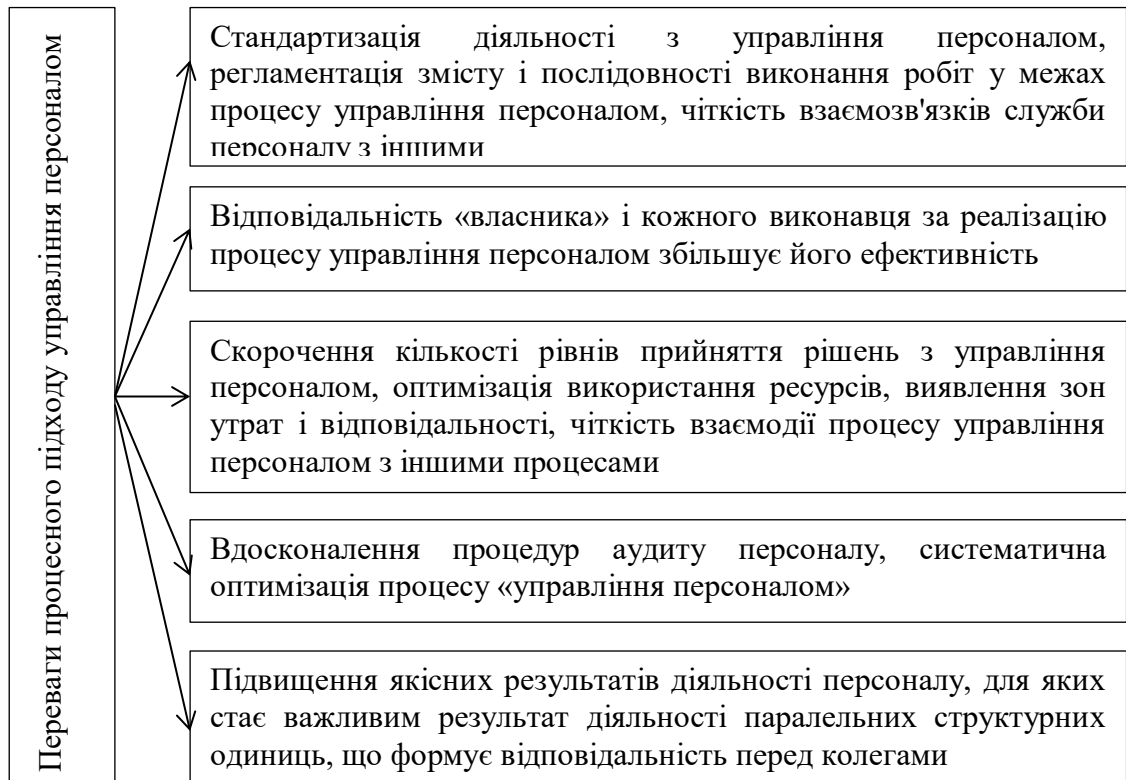 Переваги процесного підходу управління персоналом
Стандартизація діяльності з управління персоналом,
регламентація змісту і послідовності виконання робіт у межах
процесу управління персоналом, чіткість взаємозв'язків служби
персоналу з іншими
Відповідальність «власника» і кожного виконавця за реалізацію
процесу управління персоналом збільшує його ефективність
Скорочення кількості рівнів прийняття рішень з управління
персоналом, оптимізація використання ресурсів, виявлення зон
утрат і відповідальності, чіткість взаємодії процесу управління
персоналом з іншими процесами
Вдосконалення процедур аудиту персоналу, систематична
оптимізація процесу «управління персоналом»
Підвищення якісних результатів діяльності персоналу, для яких
стає важливим результат діяльності паралельних структурних
одиниць, що формує відповідальність перед колегами